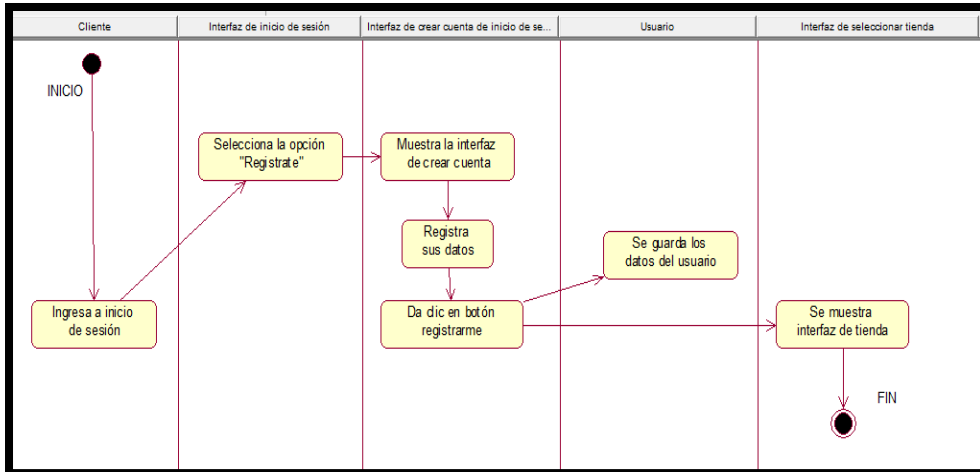 Cliente
Interfaz de inicio de sesión
Interfaz de crear cuenta de inicio de se...
Usuario
Interfaz de seleccionar tienda
INICIO
Selecciona la opción
"Registrate"
Muestra la interfaz
de crear cuenta
Registra
sus datos
Se guarda los
datos del usuario
Ingresa a inicio
de sesión
Da clic en botón
registrarme
Se muestra
interfaz de tienda
FIN